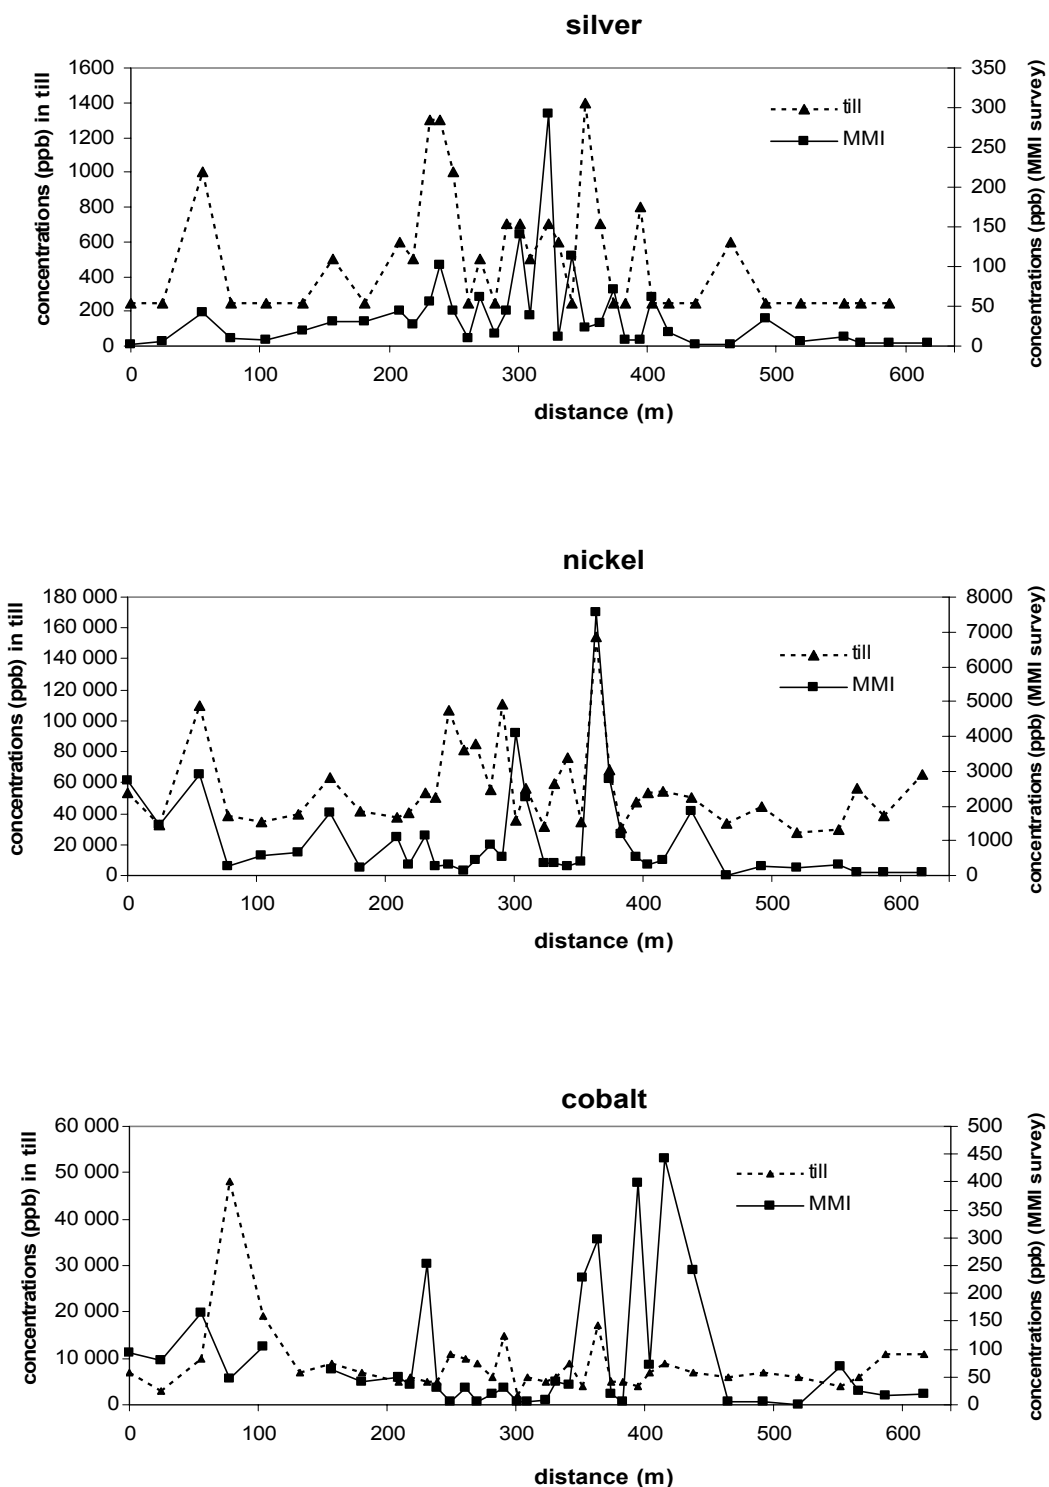 silver
concentrations (ppb) in till
1600
1400
1200
1000
800
600
400
200
0
350
300
250
200
150
100
50
0
concentrations (ppb) (MMI survey)
till
MMI
0 100 200 300 400 500 600
distance (m)
nickel
concentrations (ppb) in till
180 000
160 000
140 000
120 000
100 000
80 000
60 000
40 000
20 000
0
8000
7000
6000
5000
4000
3000
2000
1000
0
concentrations (ppb) (MMI survey)
till
MMI
0 100 200 300 400 500 600
distance (m)
cobalt
concentrations (ppb) in till
60 000
50 000
40 000
30 000
20 000
10 000
0
500
450
400
350
300
250
200
150
100
50
0
concentrations (ppb) (MMI survey)
till
MMI
0 100 200 300 400 500 600
distance (m)